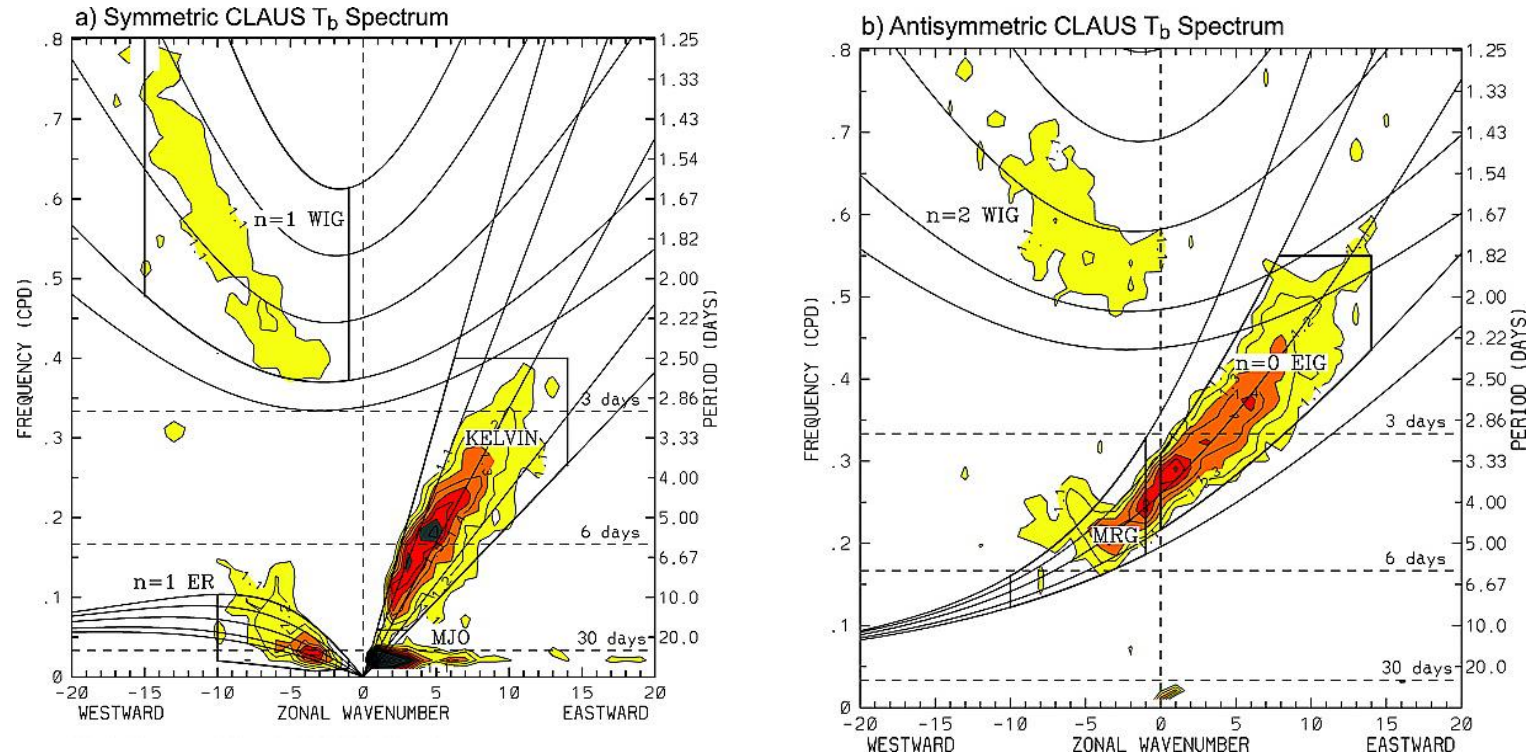 a) Symmetric CLAUS Tb Spectrum
FREQUENCY (CPD)
.8
.7
.6
.5
.4
.3
.2
.1
0
n=1 WIG
KELVIN
n=1 ER
MJO
3 days
6 days
30 days
1.25
1.33
1.43
1.54
1.67
1.82
2.00
2.22
2.50
2.86
3.33
4.00
5.00
6.67
10.0
20.0
PERIOD (DAYS)
-20 -15 -10 -5 0 5 10 15 20
WESTWARD ZONAL WAVENUMBER EASTWARD
b) Antisymmetric CLAUS Tb Spectrum
FREQUENCY (CPD)
.8
.7
.6
.5
.4
.3
.2
.1
0
n=2 WIG
n=0 EIG
MRG
3 days
6 days
30 days
1.25
1.33
1.43
1.54
1.67
1.82
2.00
2.22
2.50
2.86
3.33
4.00
5.00
6.67
10.0
20.0
PERIOD (DAYS)
-20 -15 -10 -5 0 5 10 15 20
WESTWARD ZONAL WAVENUMBER EASTWARD